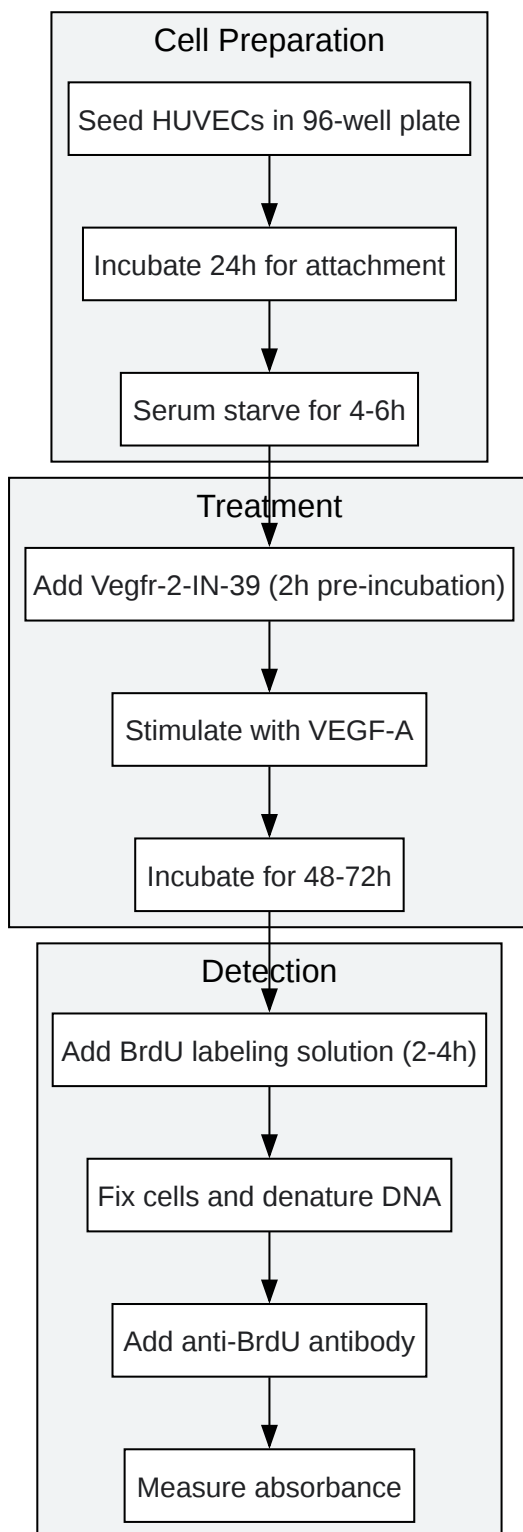 Cell Preparation
Seed HUVECs in 96-well plate
Incubate 24h for attachment
Serum starve for 4-6h
Treatment
Add Vegfr-2-IN-39 (2h pre-incubation)
Stimulate with VEGF-A
Incubate for 48-72h
Detection
Add BrdU labeling solution (2-4h)
Fix cells and denature DNA
Add anti-BrdU antibody
Measure absorbance